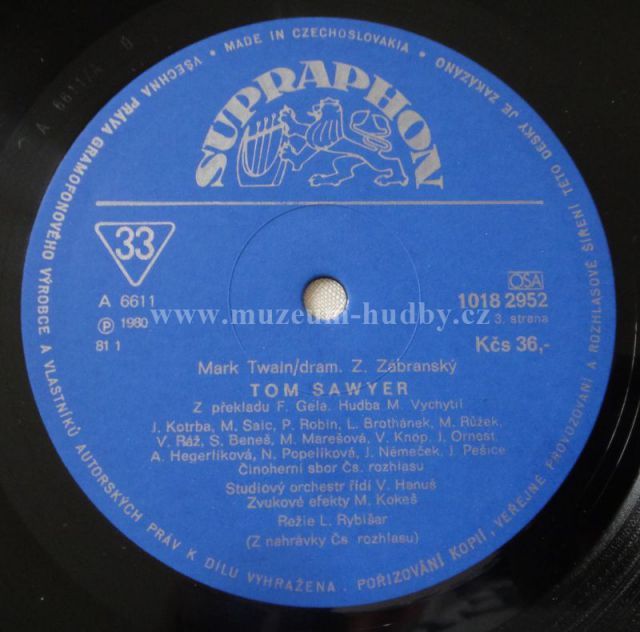 VŠECHNA PRÁVA GRAMOFONOVÉHO VÝROBCE A VLASTNÍKŮ AUTORSKÝCH PRÁV K DÍLU VYHRAŽENA. POŘIZOVÁNÍ KOPIÍ, VEŘEJNÉ PROVOZOVÁNÍ A ROZHLASOVÉ ŠÍŘENÍ TÉTO DESKY JE ZAKÁZÁNO • MADE IN CZECHOSLOVAKIA •
SUPRAPHON
33
A 6611
Ⓟ 1980
81 1
OSA
1018 2952
3. strana
Kčs 36,-
www.muzeum-hudby.cz
Mark Twain/dram. Z. Zábranský
TOM SAWYER
Z překladu F. Gela. Hudba M. Vychytil
J. Kotrba, M. Saic, P. Robin, L. Brothánek, M. Růžek,
V. Ráž, S. Beneš, M. Marešová, V. Knop, J. Ornest,
A. Hegerlíková, N. Popelíková, J. Němeček, J. Pešice
Činoherní sbor Čs. rozhlasu
Studiový orchestr řídí V. Hanuš
Zvukové efekty M. Kokeš
Režie L. Rybišar
(Z nahrávky Čs rozhlasu)